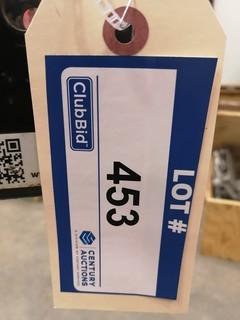 LOT #
453
ClubBid
CENTURY
AUCTIONS
w